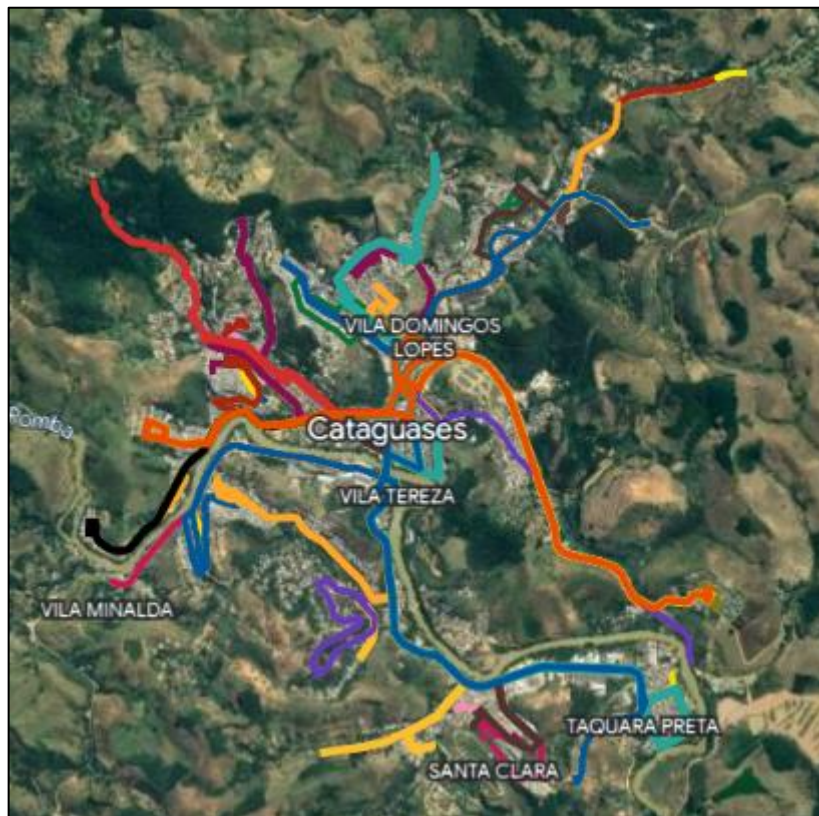 VILA DOMINGOS
LOPES
Pomba
Cataguases
VILA TEREZA
VILA MINALDA
TAQUARA PRETA
SANTA CLARA